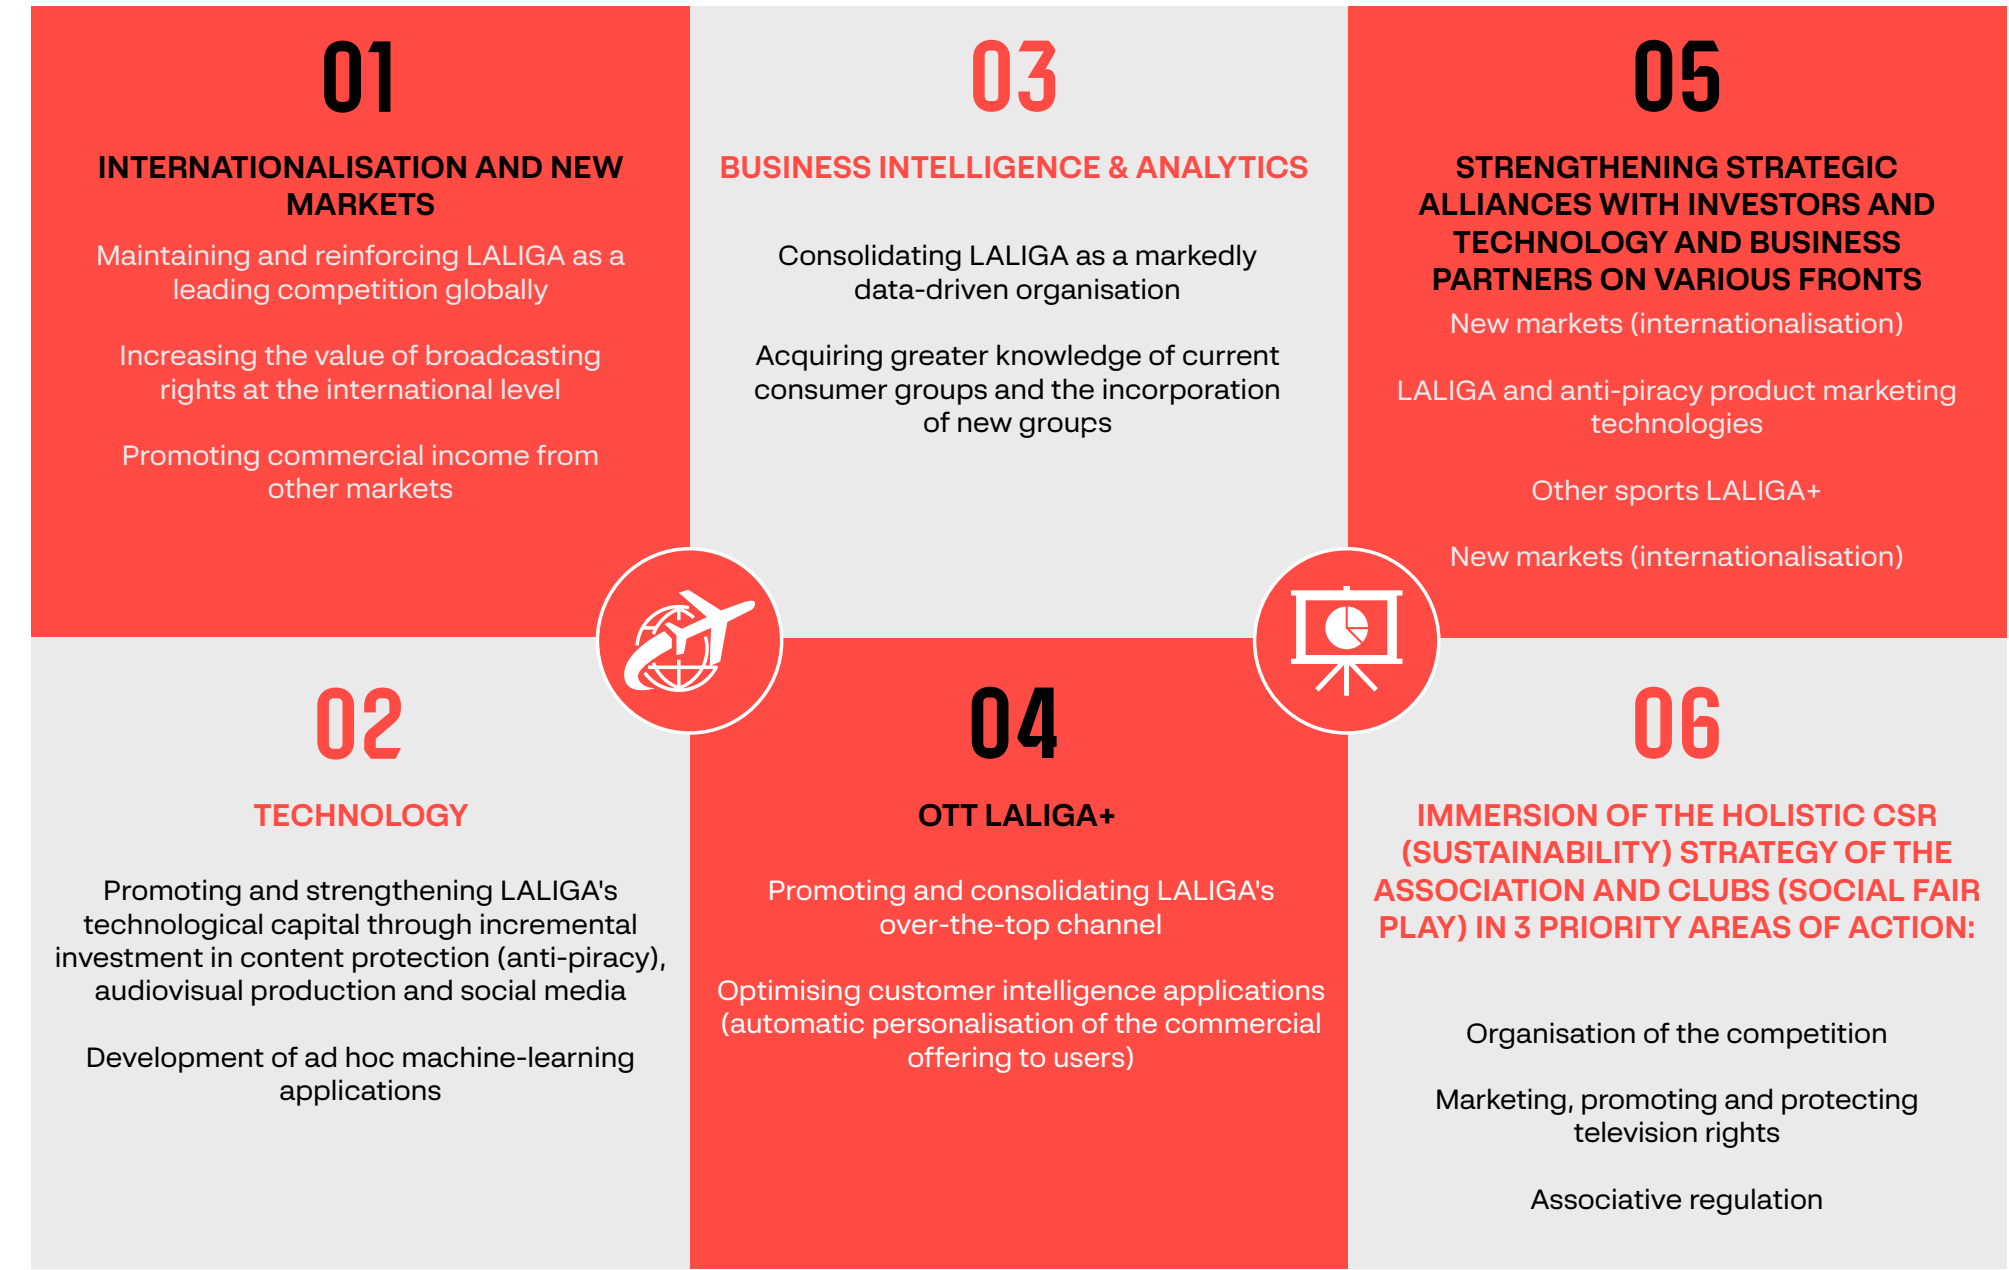 01
INTERNATIONALISATION AND NEW
MARKETS
Maintaining and reinforcing LALIGA as a
leading competition globally
Increasing the value of broadcasting
rights at the international level
Promoting commercial income from
other markets
02
TECHNOLOGY
Promoting and strengthening LALIGA's
technological capital through incremental
investment in content protection (anti-piracy),
audiovisual production and social media
Development of ad hoc machine-learning
applications
03
BUSINESS INTELLIGENCE & ANALYTICS
Consolidating LALIGA as a markedly
data-driven organisation
Acquiring greater knowledge of current
consumer groups and the incorporation
of new groups
04
OTT LALIGA+
Promoting and consolidating LALIGA's
over-the-top channel
Optimising customer intelligence applications
(automatic personalisation of the commercial
offering to users)
05
STRENGTHENING STRATEGIC
ALLIANCES WITH INVESTORS AND
TECHNOLOGY AND BUSINESS
PARTNERS ON VARIOUS FRONTS
New markets (internationalisation)
LALIGA and anti-piracy product marketing
technologies
Other sports LALIGA+
New markets (internationalisation)
06
IMMERSION OF THE HOLISTIC CSR
(SUSTAINABILITY) STRATEGY OF THE
ASSOCIATION AND CLUBS (SOCIAL FAIR
PLAY) IN 3 PRIORITY AREAS OF ACTION:
Organisation of the competition
Marketing, promoting and protecting
television rights
Associative regulation